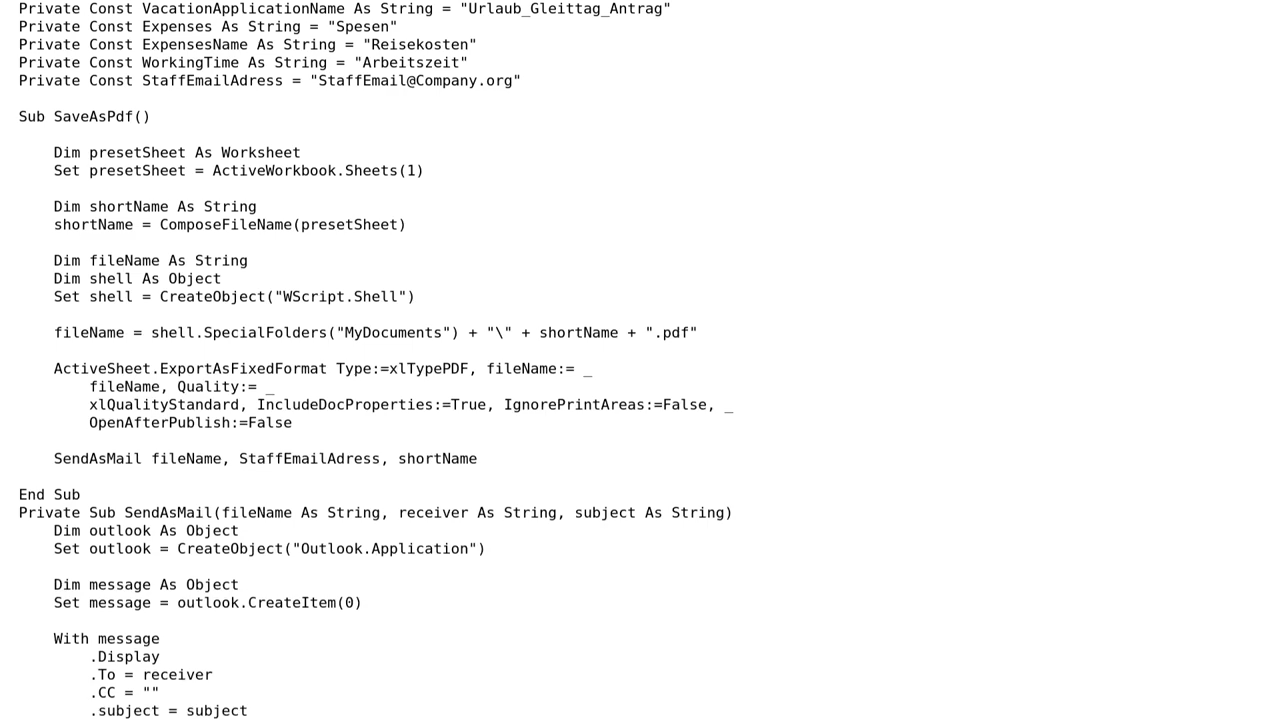 Private Const VacationApplicationName As String = "Urlaub_Gleittag_Antrag"
Private Const Expenses As String = "Spesen"
Private Const ExpensesName As String = "Reisekosten"
Private Const WorkingTime As String = "Arbeitszeit"
Private Const StaffEmailAdress = "StaffEmail@Company.org"
Sub SaveAsPdf()
Dim presetSheet As Worksheet
Set presetSheet = ActiveWorkbook.Sheets(1)
Dim shortName As String
shortName = ComposeFileName(presetSheet)
Dim fileName As String
Dim shell As Object
Set shell = CreateObject("WScript.Shell")
fileName = shell.SpecialFolders("MyDocuments") + "\" + shortName + ".pdf"
ActiveSheet.ExportAsFixedFormat Type:=xlTypePDF, fileName:= _
fileName, Quality:= _
xlQualityStandard, IncludeDocProperties:=True, IgnorePrintAreas:=False, _
OpenAfterPublish:=False
SendAsMail fileName, StaffEmailAdress, shortName
End Sub
Private Sub SendAsMail(fileName As String, receiver As String, subject As String)
Dim outlook As Object
Set outlook = CreateObject("Outlook.Application")
Dim message As Object
Set message = outlook.CreateItem(0)
With message
.Display
.To = receiver
.CC = ""
.subject = subject